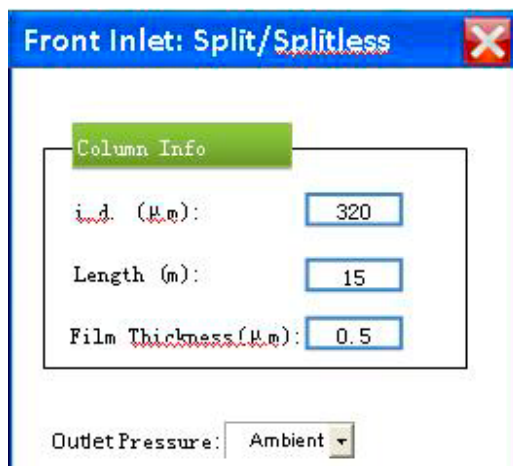 Front Inlet: Split/Splitless
Column Info
i.d. (μm): 320
Length (m): 15
Film Thickness(μm): 0.5
Outlet Pressure: Ambient